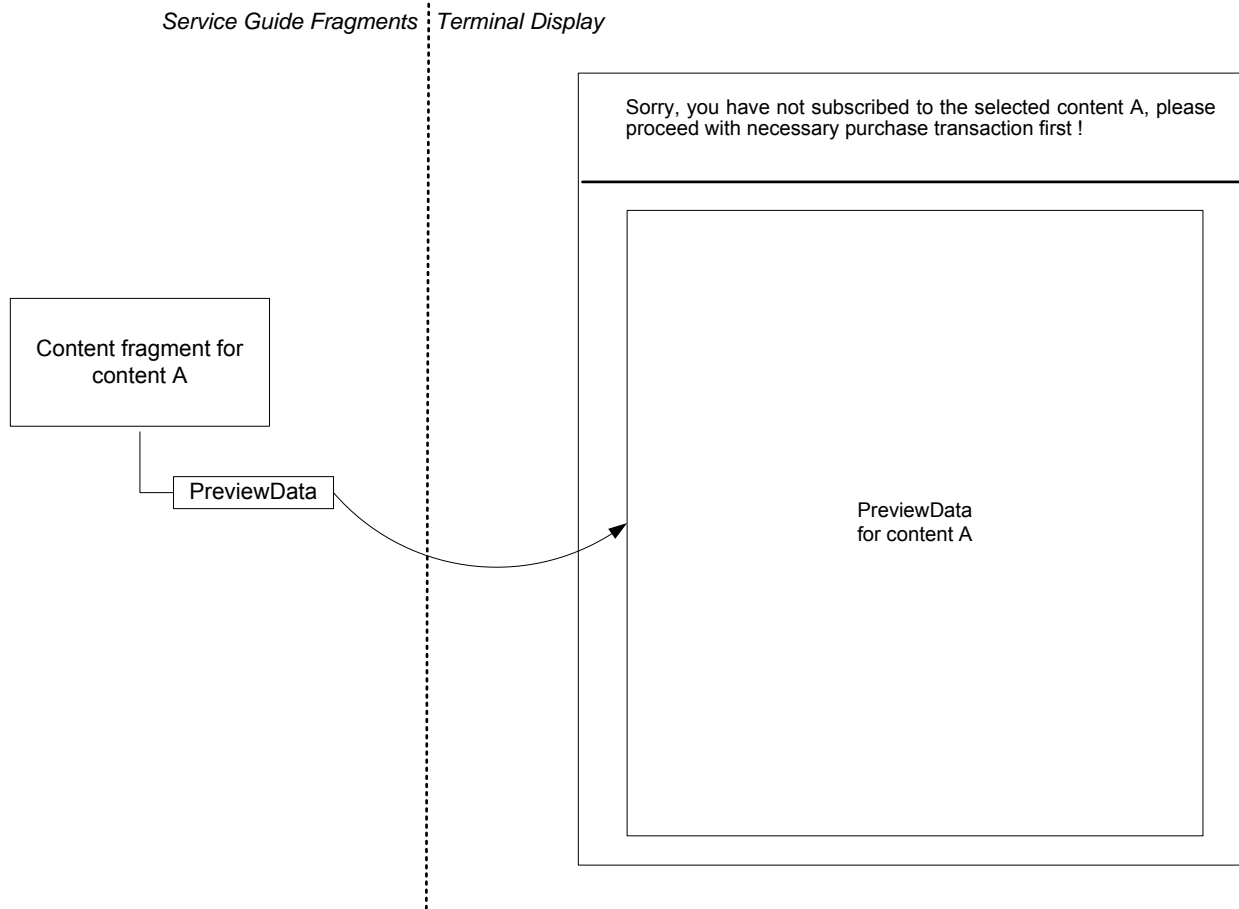 Service Guide Fragments
Terminal Display
Sorry, you have not subscribed to the selected content A, please
proceed with necessary purchase transaction first !
Content fragment for
content A
PreviewData
PreviewData
for content A